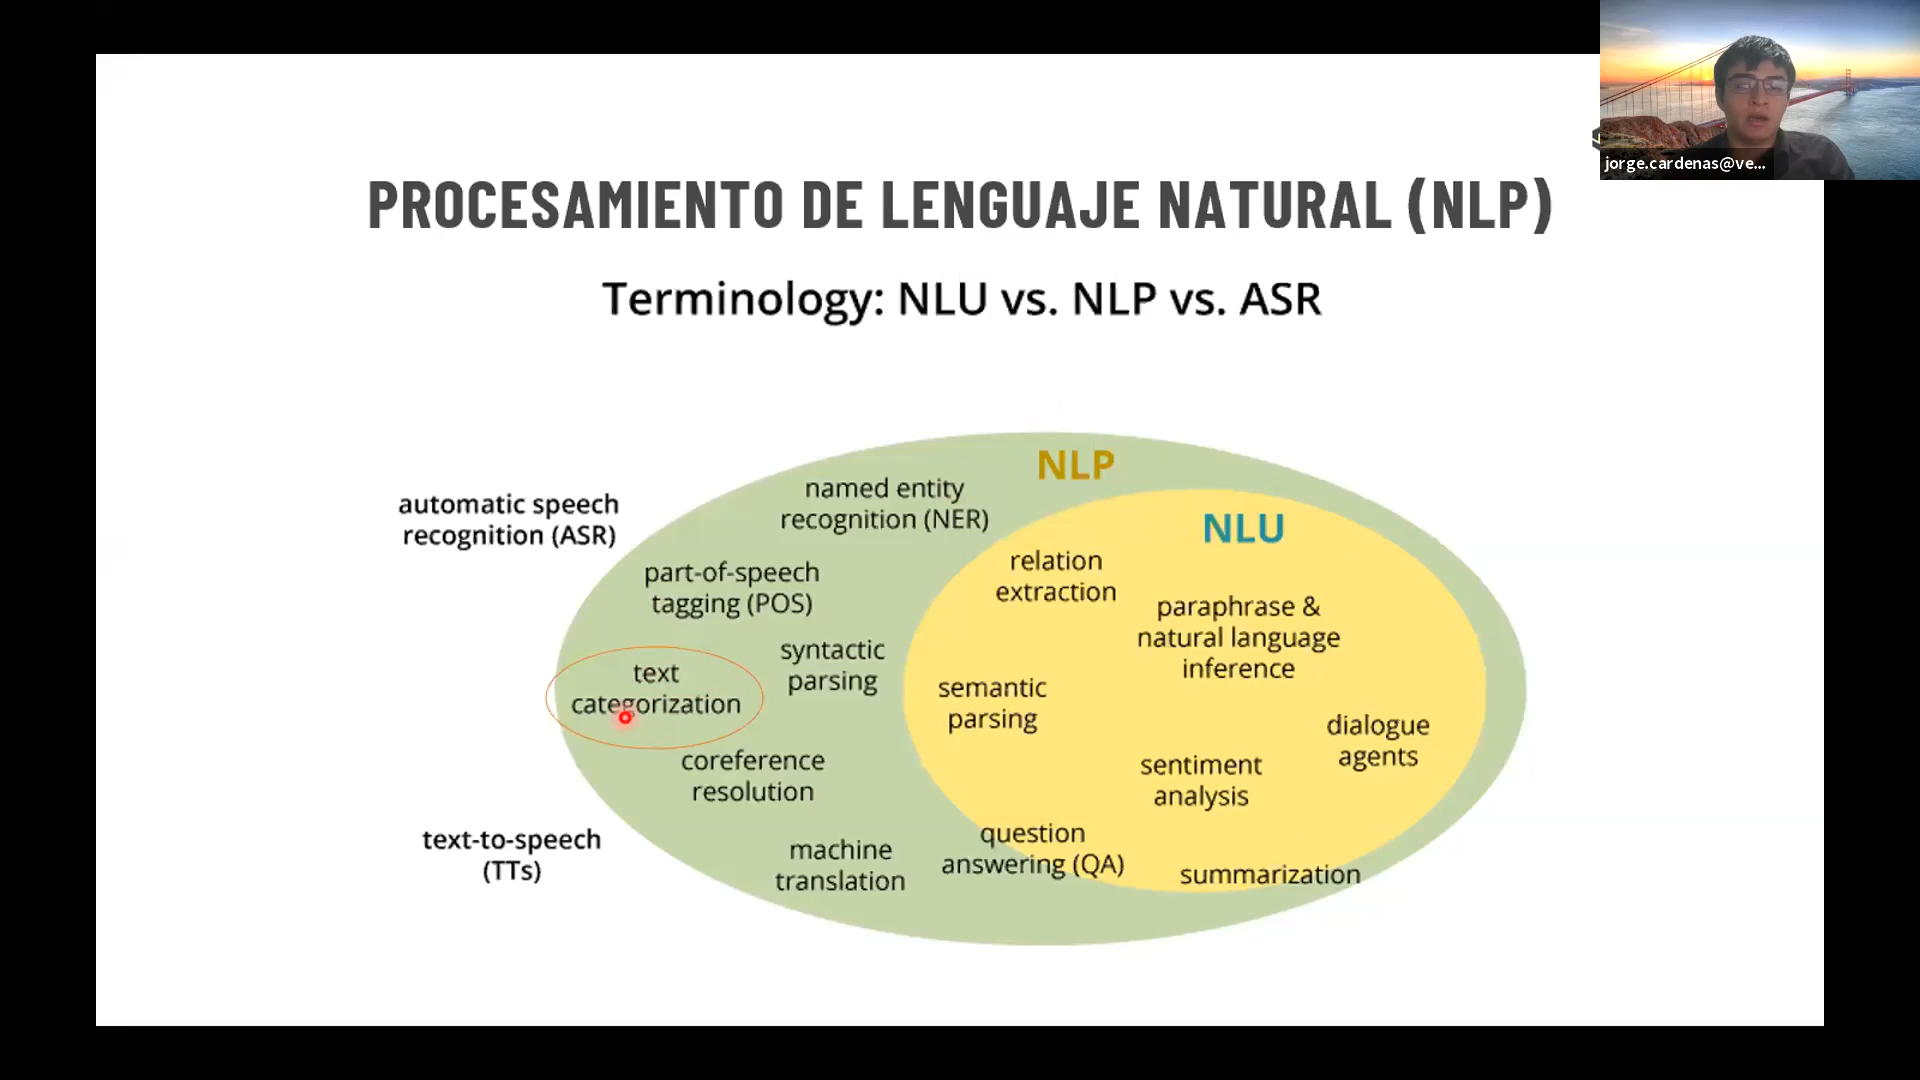 jorge.cardenas@ve...
PROCESAMIENTO DE LENGUAJE NATURAL (NLP)
Terminology: NLU vs. NLP vs. ASR
NLP
NLU
automatic speech
recognition (ASR)
named entity
recognition (NER)
part-of-speech
tagging (POS)
text
categorization
syntactic
parsing
coreference
resolution
machine
translation
text-to-speech
(TTs)
relation
extraction
paraphrase &
natural language
inference
semantic
parsing
dialogue
agents
sentiment
analysis
question
answering (QA)
summarization